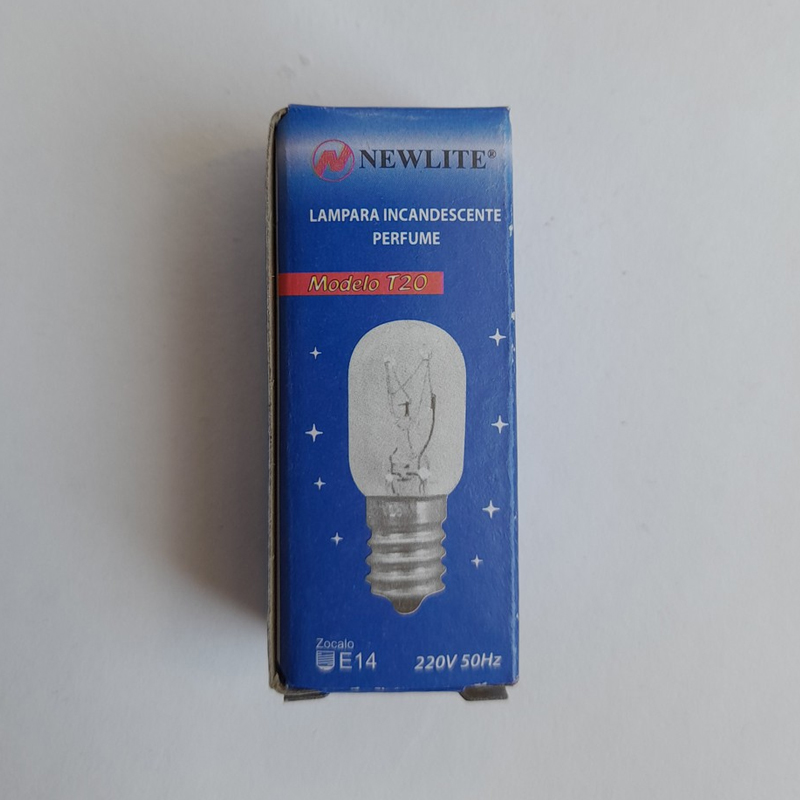 NEWLITE®
LAMPARA INCANDESCENTE
PERFUME
Modelo T20
Zocalo
E14
220V 50Hz